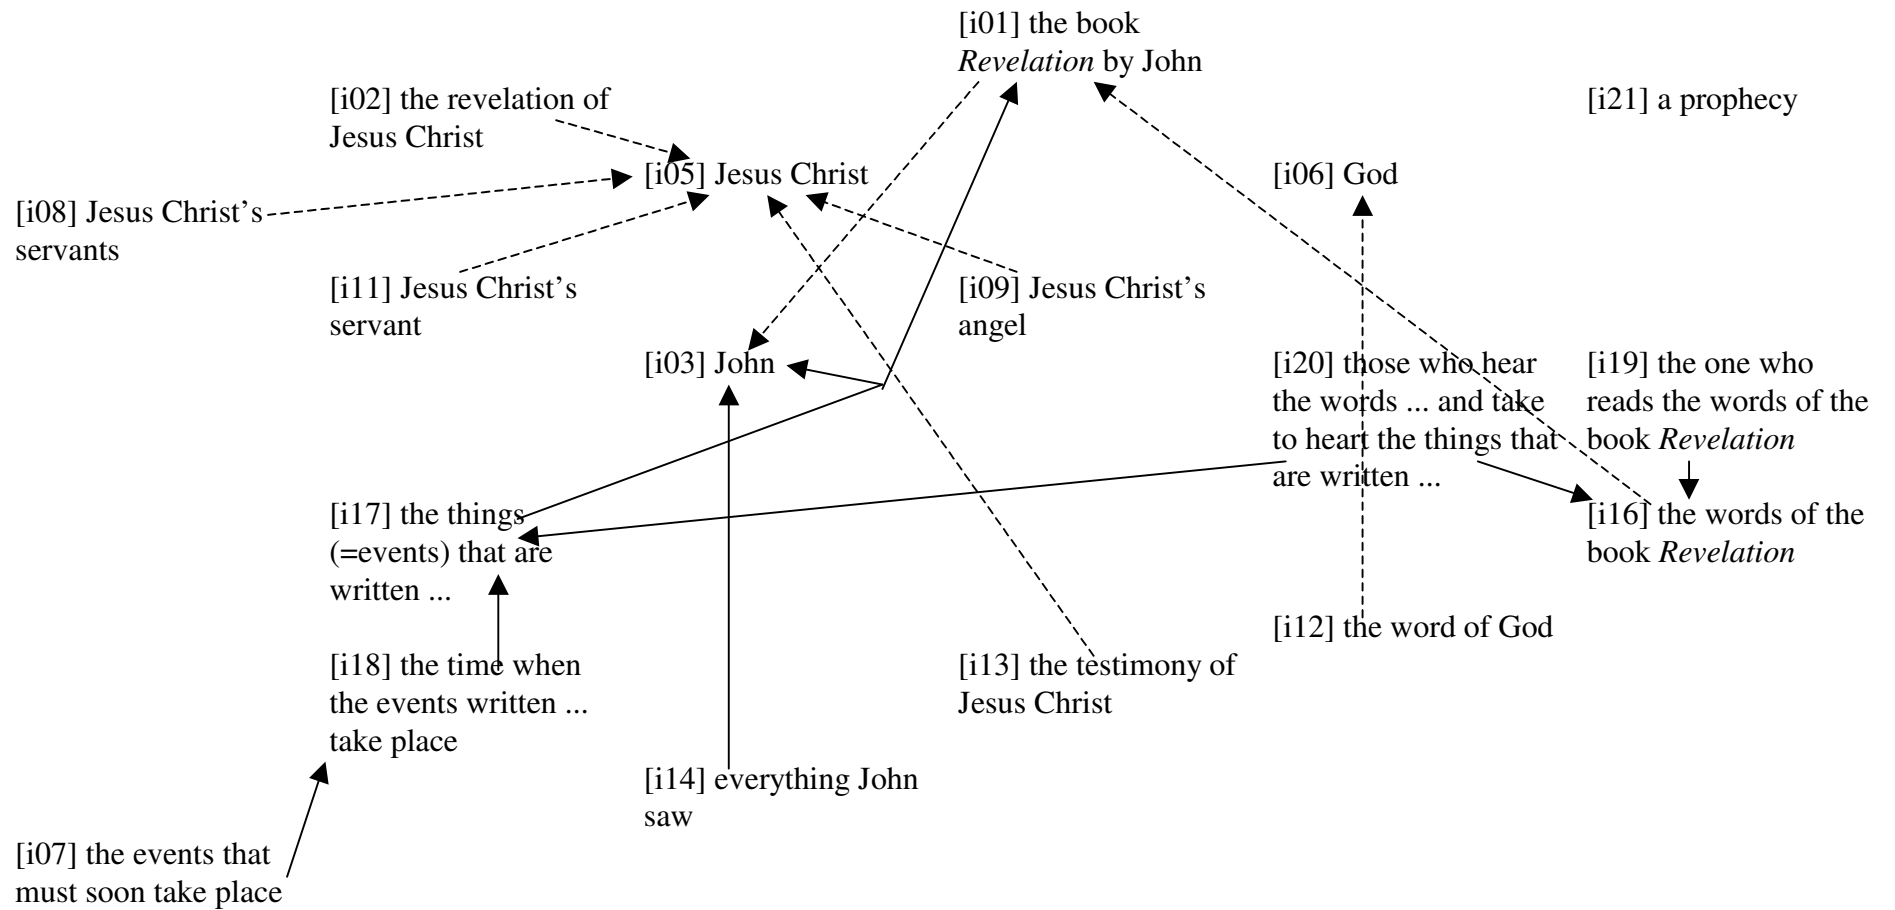 [i01] the book
Revelation by John
[i02] the revelation of
Jesus Christ
[i21] a prophecy
[i05] Jesus Christ
[i06] God
[i08] Jesus Christ’s
servants
[i11] Jesus Christ’s
servant
[i09] Jesus Christ’s
angel
[i03] John
[i20] those who hear
the words ... and take
to heart the things that
are written ...
[i19] the one who
reads the words of the
book Revelation
[i17] the things
(=events) that are
written ...
[i16] the words of the
book Revelation
[i12] the word of God
[i18] the time when
the events written ...
take place
[i13] the testimony of
Jesus Christ
[i14] everything John
saw
[i07] the events that
must soon take place